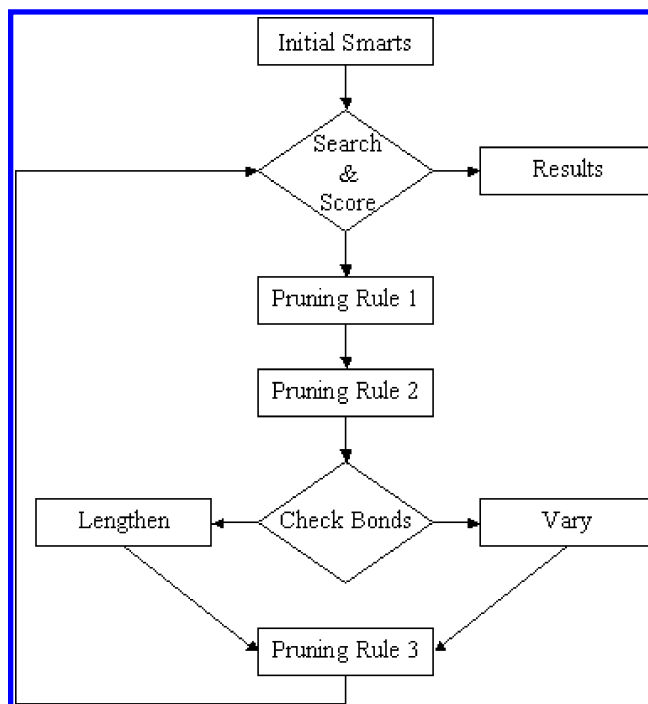 Initial Smarts
Search
&
Score
Results
Pruning Rule 1
Pruning Rule 2
Lengthen
Check Bonds
Vary
Pruning Rule 3